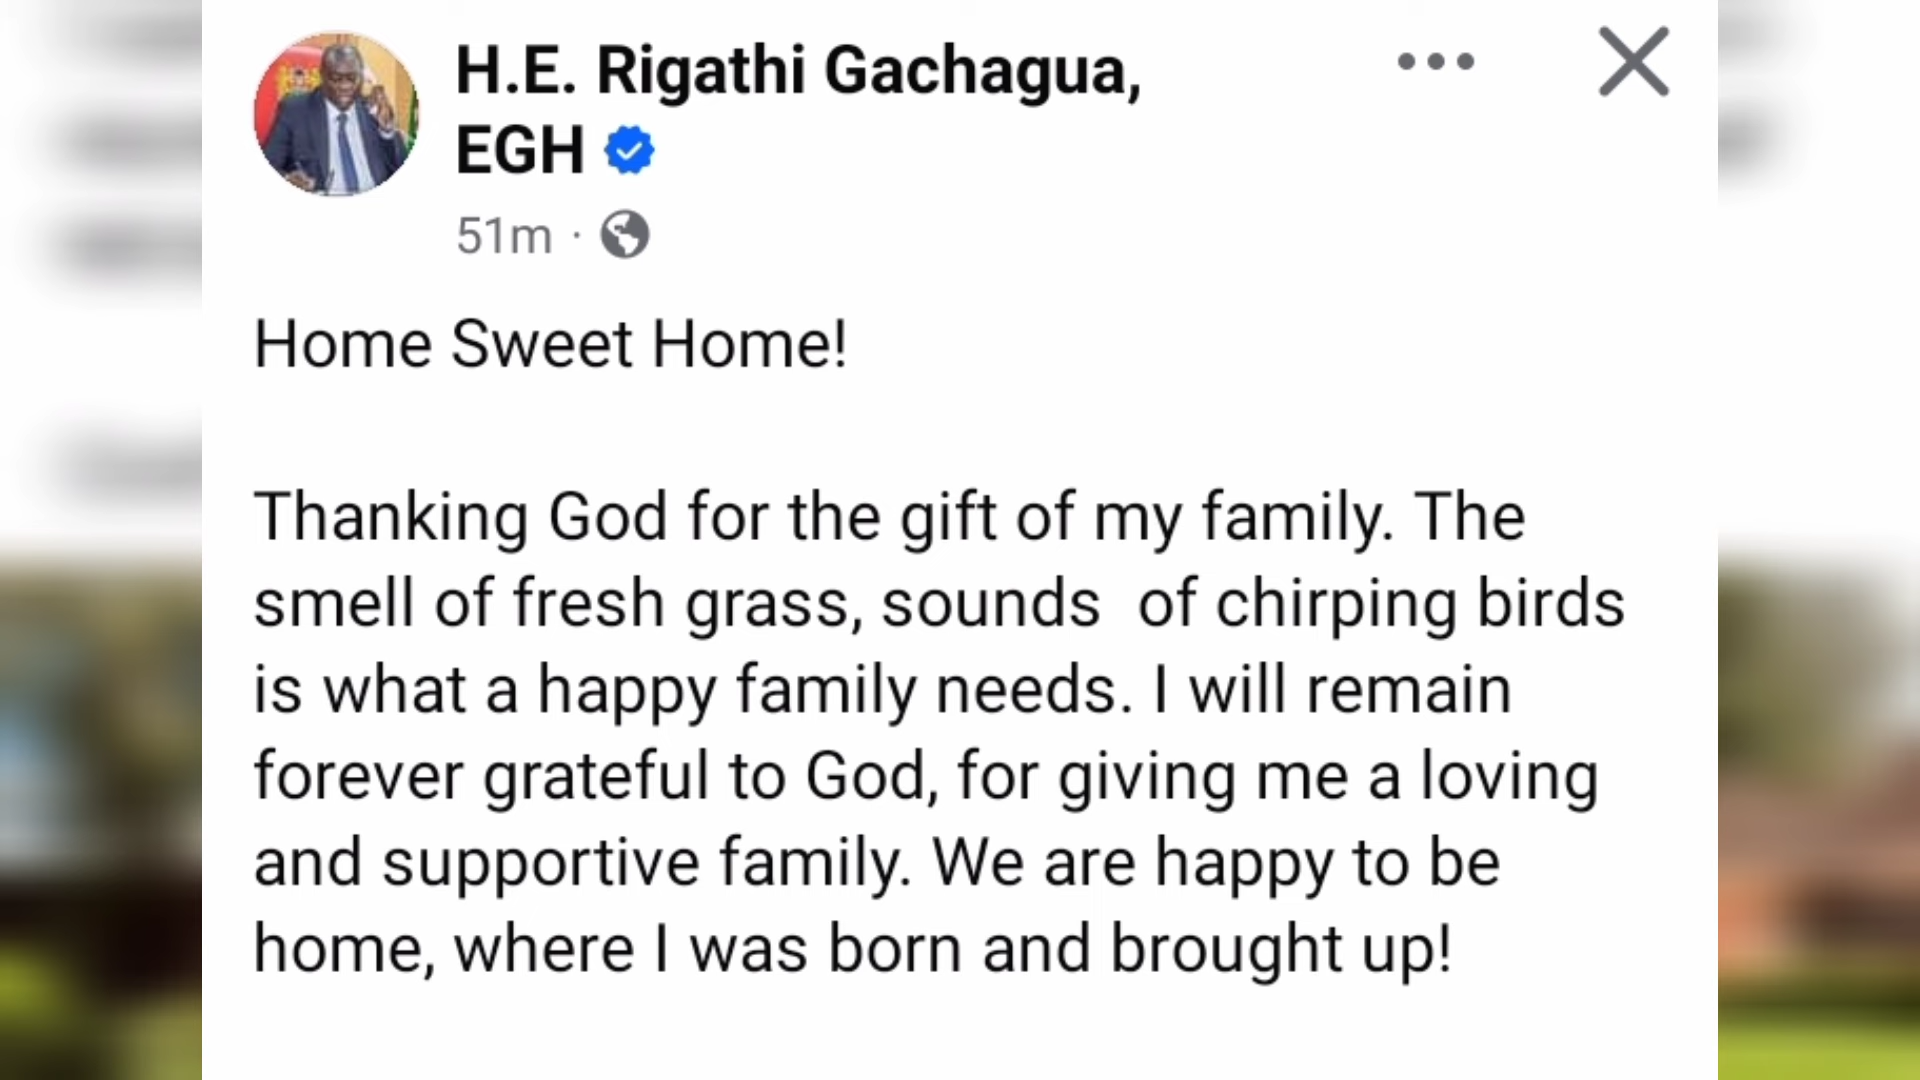 H.E. Rigathi Gachagua,
EGH
51m ·
Home Sweet Home!
Thanking God for the gift of my family. The
smell of fresh grass, sounds  of chirping birds
is what a happy family needs. I will remain
forever grateful to God, for giving me a loving
and supportive family. We are happy to be
home, where I was born and brought up!